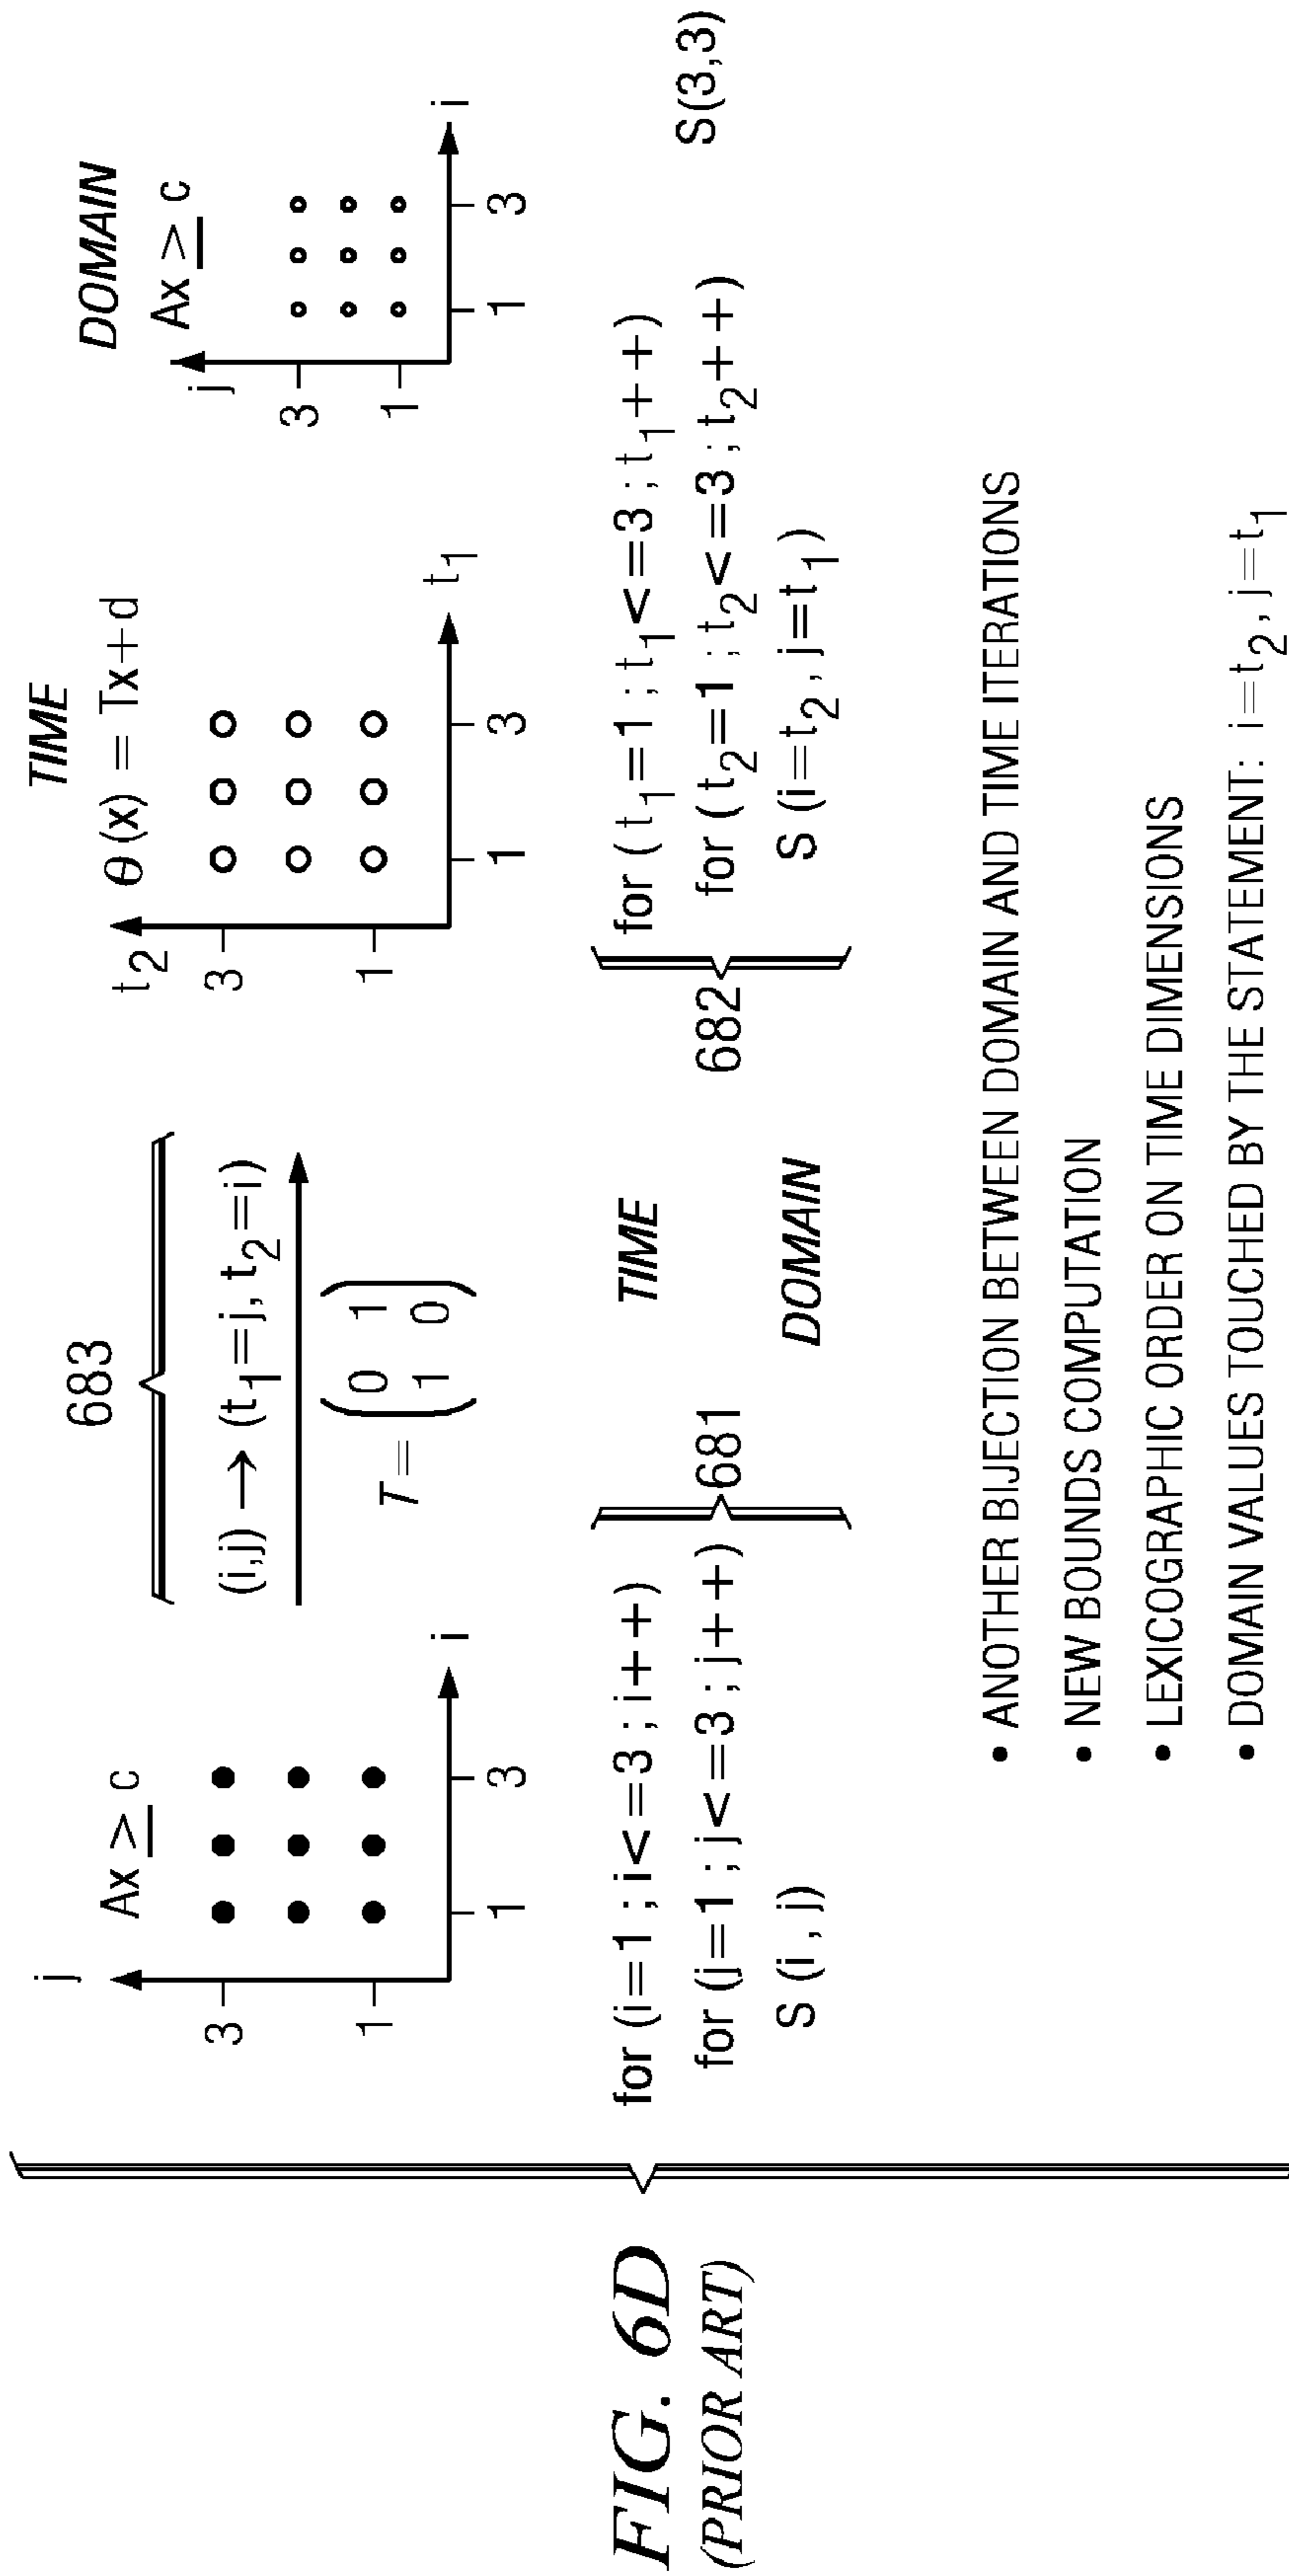 FIG. 6D
(PRIOR ART)
Ax ≥ c
j
3
1
1
3
i
683
(i,j) → (t₁=j, t₂=i)
T = ( 0 1
1 0 )
TIME
θ(x) = Tx+d
t₂
3
1
1
3
t₁
DOMAIN
Ax ≥ c
j
3
1
1
3
i
for (i=1 ; i<=3 ; i++)
for (j=1 ; j<=3 ; j++)
S (i , j)
681
TIME
DOMAIN
682
for ( t₁=1 ; t₁<=3 ; t₁++)
for ( t₂=1 ; t₂<=3 ; t₂++)
S (i=t₂ , j=t₁)
S(3,3)
• ANOTHER BIJECTION BETWEEN DOMAIN AND TIME ITERATIONS
• NEW BOUNDS COMPUTATION
• LEXICOGRAPHIC ORDER ON TIME DIMENSIONS
• DOMAIN VALUES TOUCHED BY THE STATEMENT: i=t₂ , j=t₁